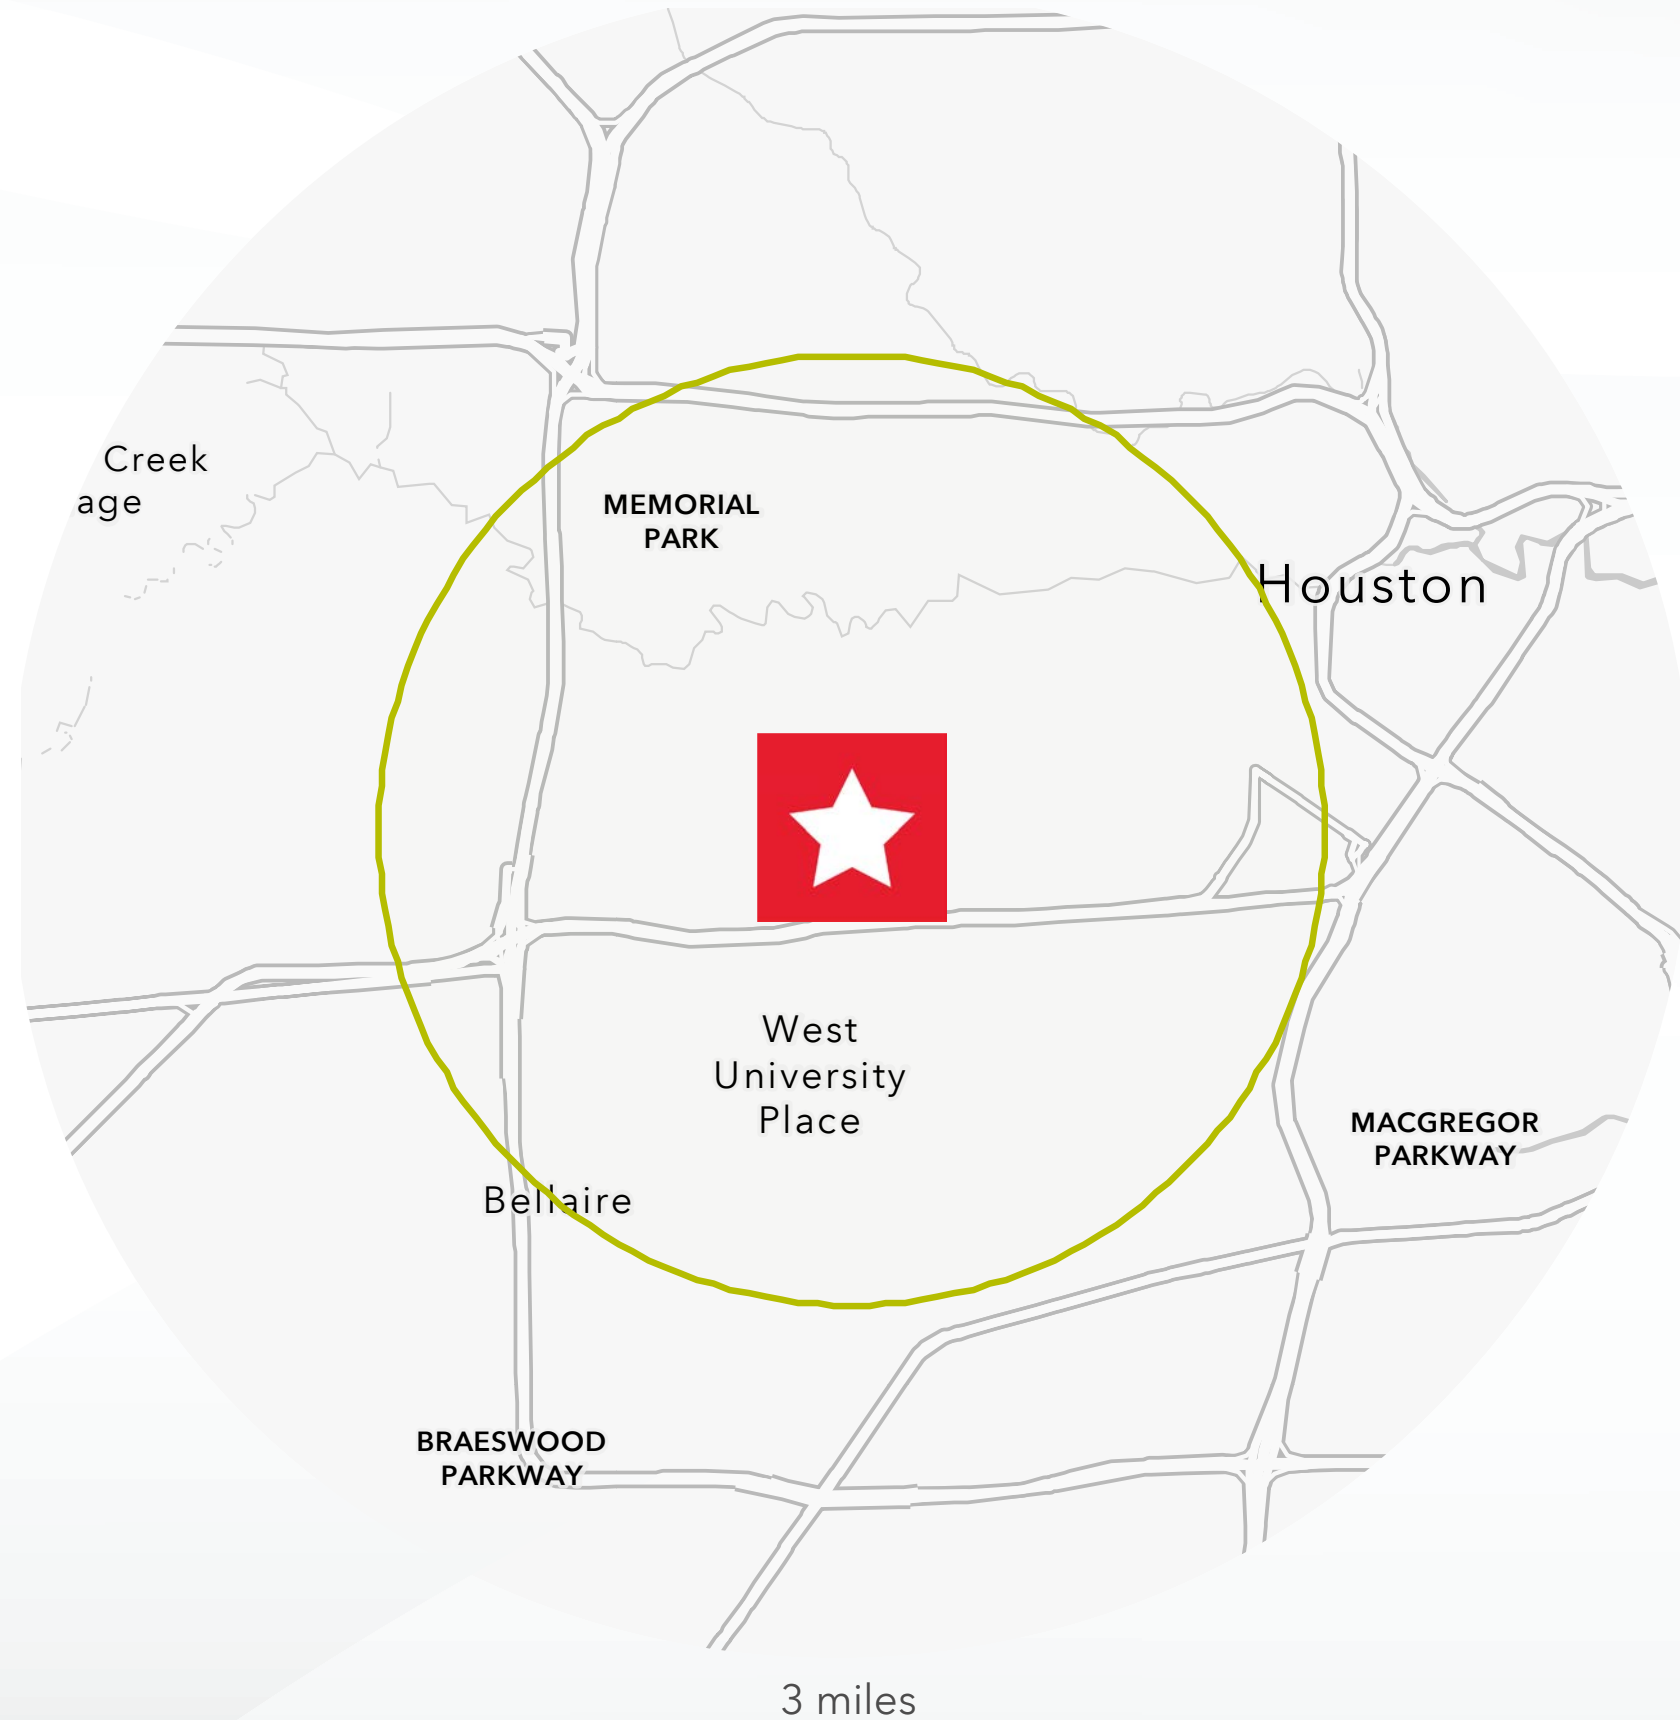 Creek
age
MEMORIAL
PARK
Houston
West
University
Place
MACGREGOR
PARKWAY
Bellaire
BRAESWOOD
PARKWAY
3 miles